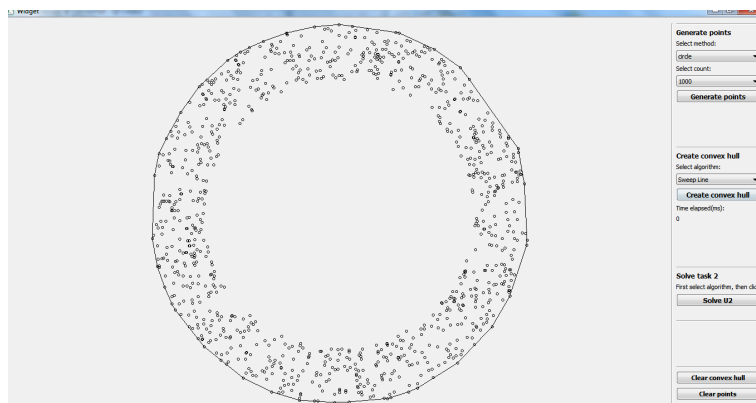 Widget
Generate points
Select method:
circle
Select count:
1000
Generate points
Create convex hull
Select algorithm:
Sweep Line
Create convex hull
Time elapsed(ms):
0
Solve task 2
First select algorithm, then clic
Solve U2
Clear convex hull
Clear points